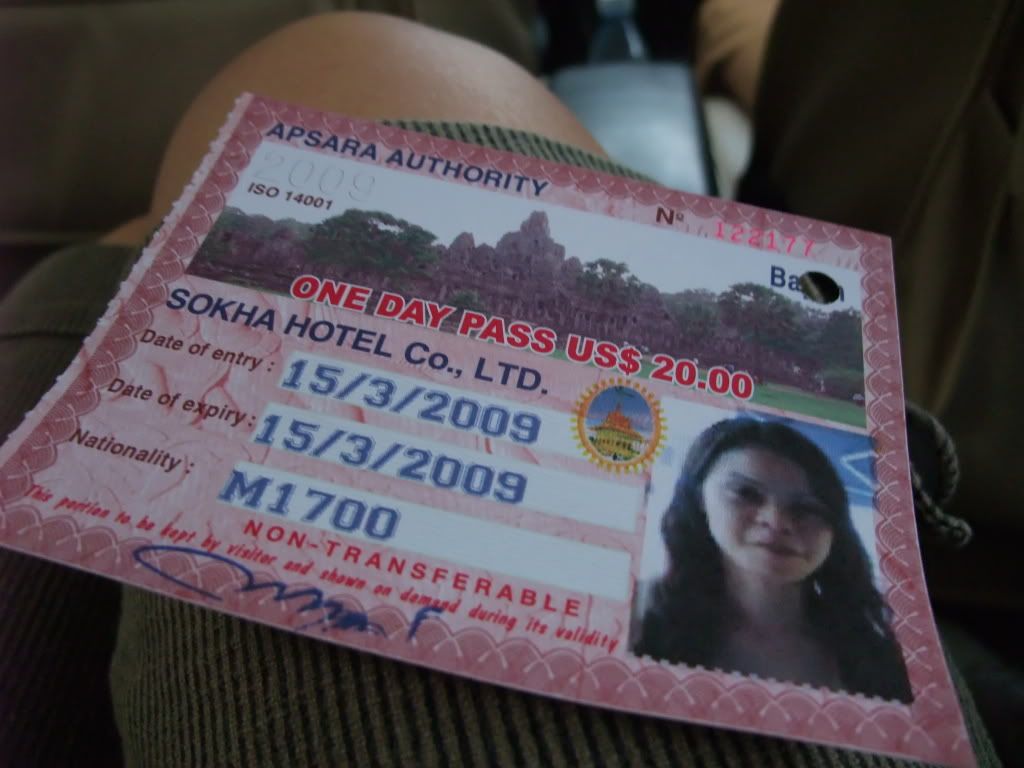 APSARA AUTHORITY
2009
ISO 14001
Nº 122177
ONE DAY PASS US$ 20.00
SOKHA HOTEL Co., LTD.
Date of entry : 15/3/2009
Date of expiry : 15/3/2009
Nationality : M1700
NON-TRANSFERABLE
This portion to be kept by visitor and shown on demand during its validity